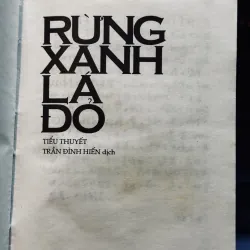 RỪNG
XANH
LÁ
ĐỎ
TIỂU THUYẾT
TRẦN ĐÌNH HIẾN dịch